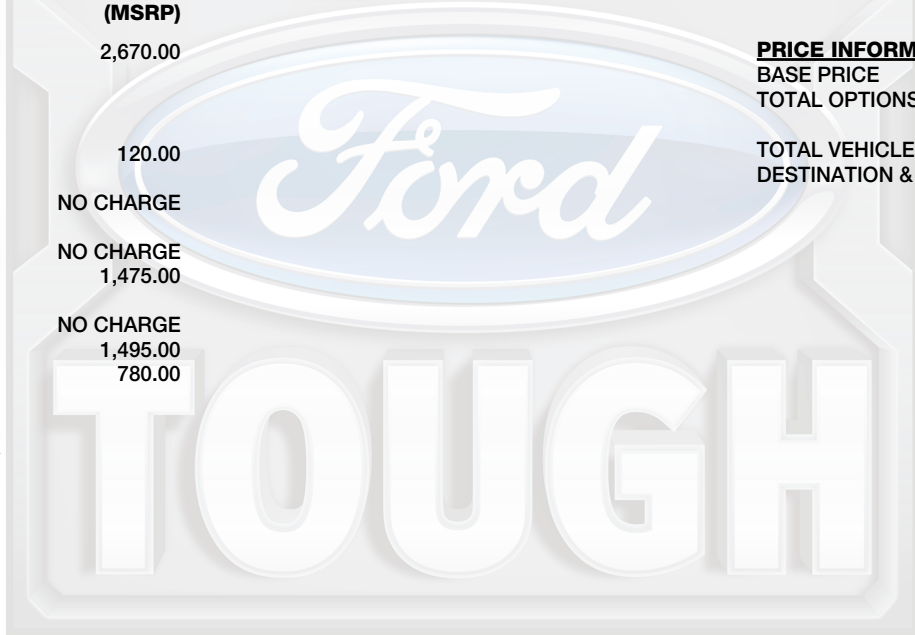 (MSRP)
2,670.00
120.00
NO CHARGE
NO CHARGE
1,475.00
NO CHARGE
1,495.00
780.00
PRICE INFORM
BASE PRICE
TOTAL OPTIONS
TOTAL VEHICLE
DESTINATION &
Ford
TOUGH